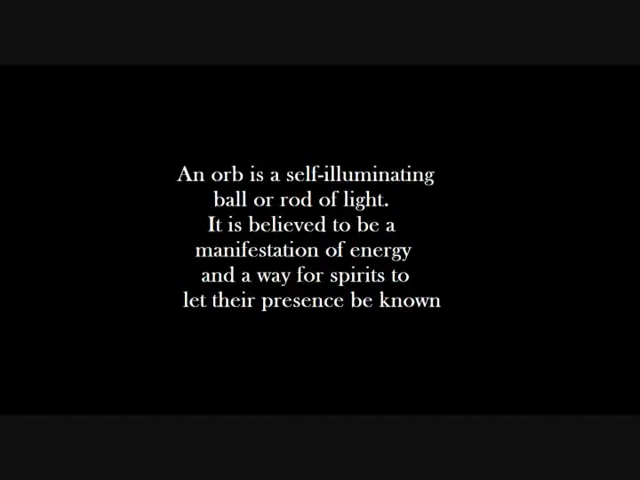 An orb is a self-illuminating
ball or rod of light.
It is believed to be a
manifestation of energy
and a way for spirits to
let their presence be known